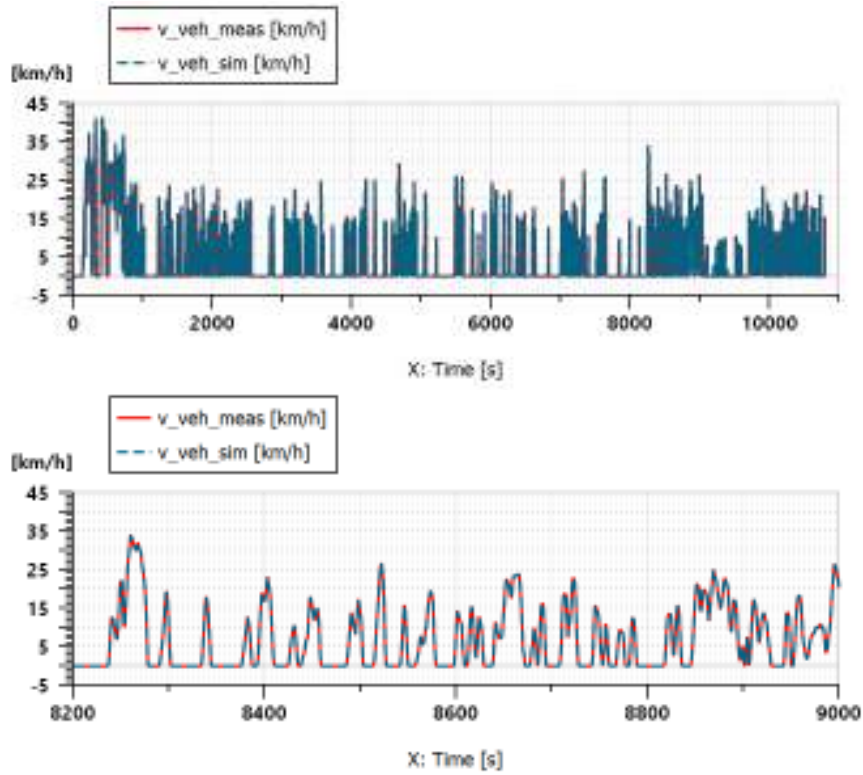 v_veh_meas [km/h]
v_veh_sim [km/h]
[km/h]
45
35
25
15
5
-5
0 2000 4000 6000 8000 10000
X: Time [s]
v_veh_meas [km/h]
v_veh_sim [km/h]
[km/h]
45
35
25
15
5
-5
8200 8400 8600 8800 9000
X: Time [s]